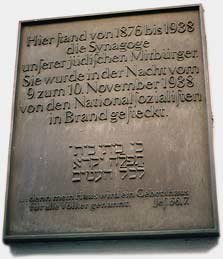 Hier ſtand von 1876 bis 1938
die Synagoge
unſerer jüdiſchen Mitbürger.
Sie wurde in der Nacht vom
9. zum 10. November 1938
von den Nationalſozialiſten
in Brand geſteckt.
כי ביתי בית
תפלה יקרא
לכל העמים
...denn mein Haus wird ein Gebetshaus
für alle Völker genannt. Jeſ 56,7